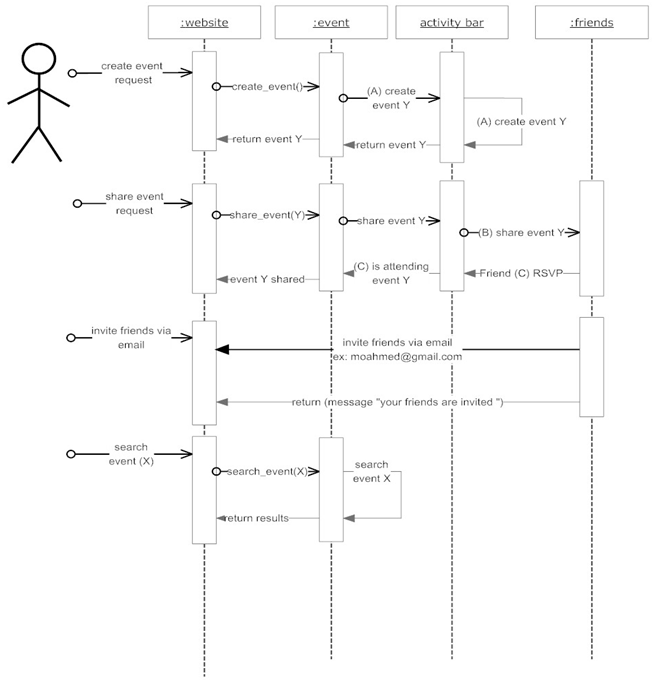 :website
:event
activity bar
:friends
create event
request
create_event()
(A) create
event Y
(A) create event Y
return event Y
return event Y
share event
request
share_event(Y)
share event Y
(B) share event Y
event Y shared
(C) is attending
event Y
Friend (C) RSVP
invite friends via
email
invite friends via email
ex: moahmed@gmail.com
return (message "your friends are invited ")
search
event (X)
search_event(X)
search
event X
return results